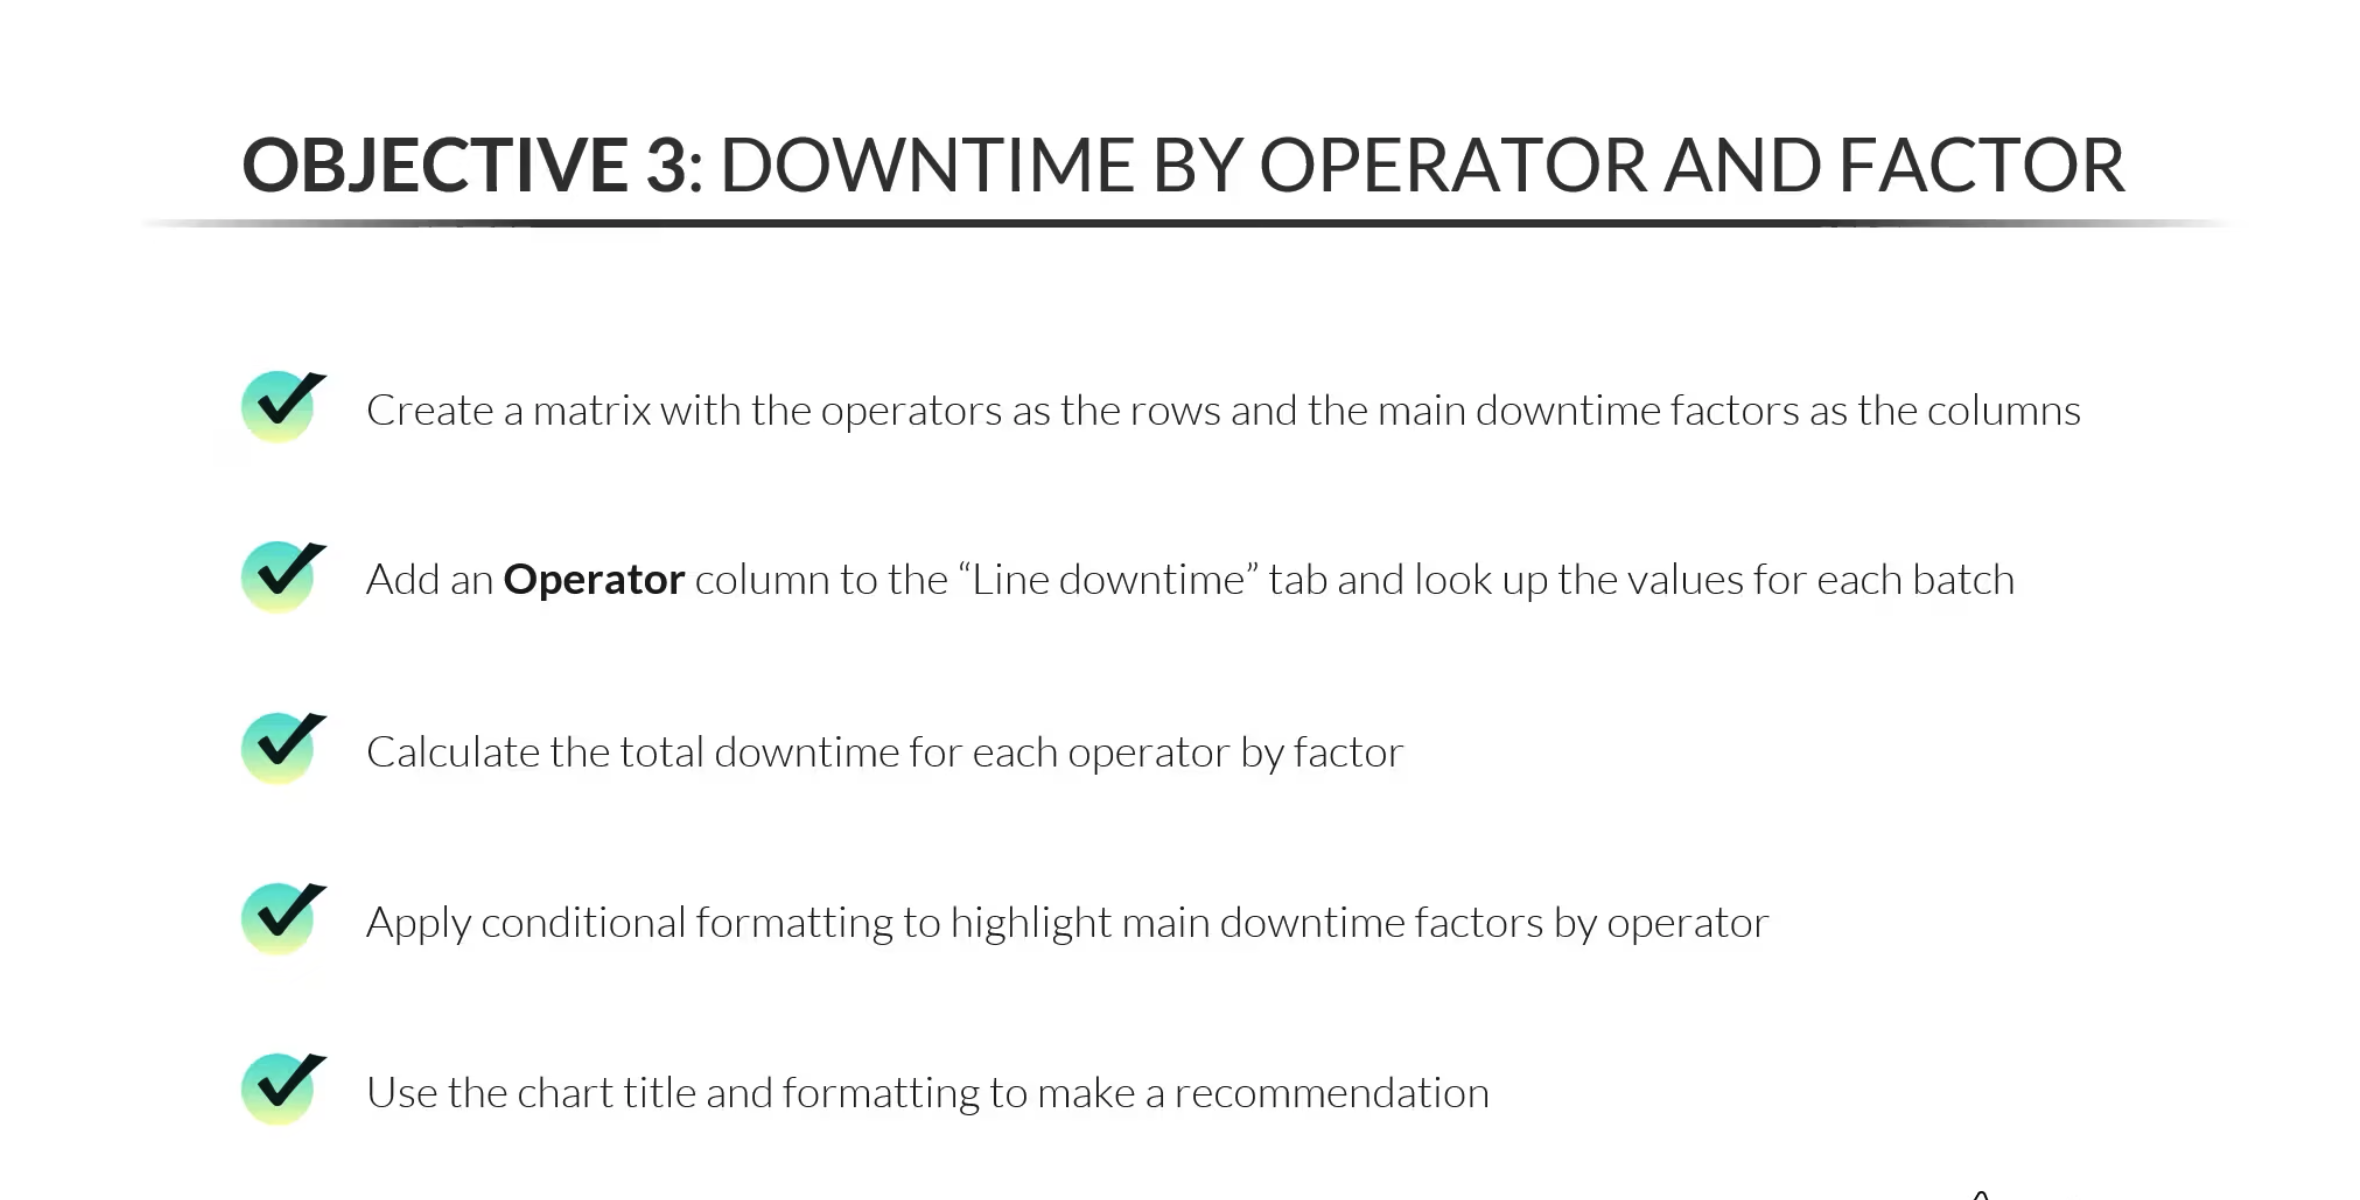 OBJECTIVE 3: DOWNTIME BY OPERATOR AND FACTOR
Create a matrix with the operators as the rows and the main downtime factors as the columns
Add an Operator column to the “Line downtime” tab and look up the values for each batch
Calculate the total downtime for each operator by factor
Apply conditional formatting to highlight main downtime factors by operator
Use the chart title and formatting to make a recommendation